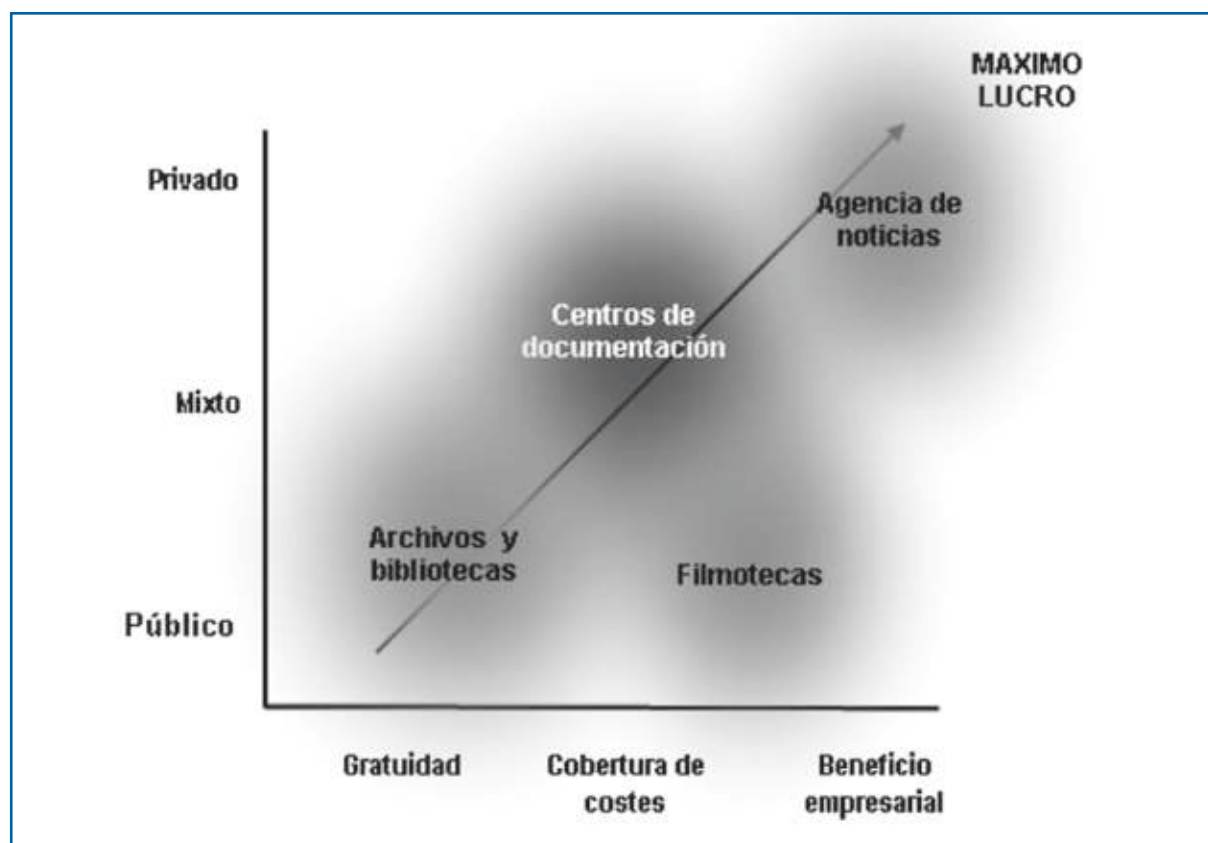 MAXIMO
LUCRO
Privado
Agencia de
noticias
Centros de
documentación
Mixto
Archivos y
bibliotecas
Filmotecas
Público
Gratuidad
Cobertura de
costes
Beneficio
empresarial